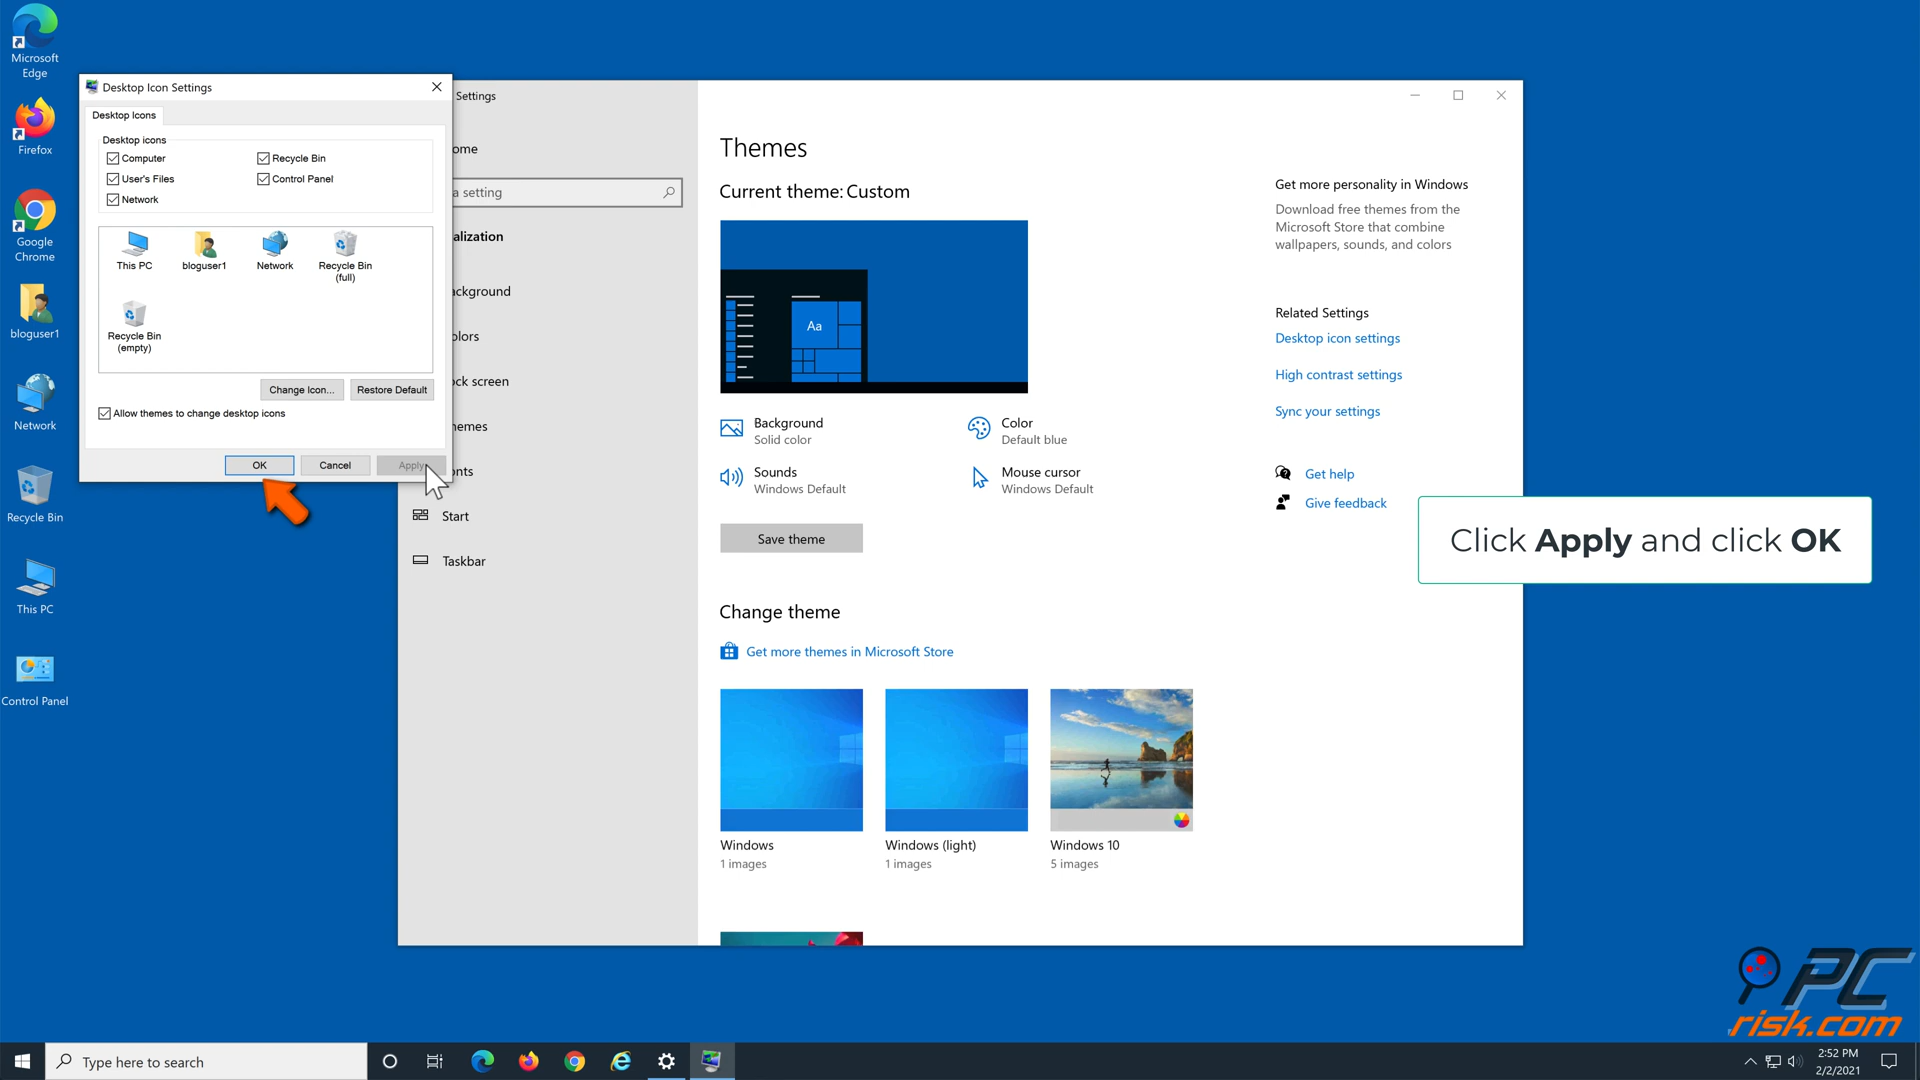 Microsoft
Edge
Firefox
Google
Chrome
bloguser1
Network
Recycle Bin
This PC
Control Panel
Desktop Icon Settings
Desktop Icons
Desktop icons
Computer
Recycle Bin
User's Files
Control Panel
Network
This PC
bloguser1
Network
Recycle Bin
(full)
Recycle Bin
(empty)
Change Icon...
Restore Default
Allow themes to change desktop icons
OK
Cancel
Apply
Settings
ome
a setting
alization
ackground
olors
ock screen
hemes
onts
Start
Taskbar
Themes
Current theme: Custom
Aa
Background
Solid color
Color
Default blue
Sounds
Windows Default
Mouse cursor
Windows Default
Save theme
Change theme
Get more themes in Microsoft Store
Windows
1 images
Windows (light)
1 images
Windows 10
5 images
Get more personality in Windows
Download free themes from the
Microsoft Store that combine
wallpapers, sounds, and colors
Related Settings
Desktop icon settings
High contrast settings
Sync your settings
Get help
Give feedback
Click Apply and click OK
PC
risk.com
Type here to search
2:52 PM
2/2/2021